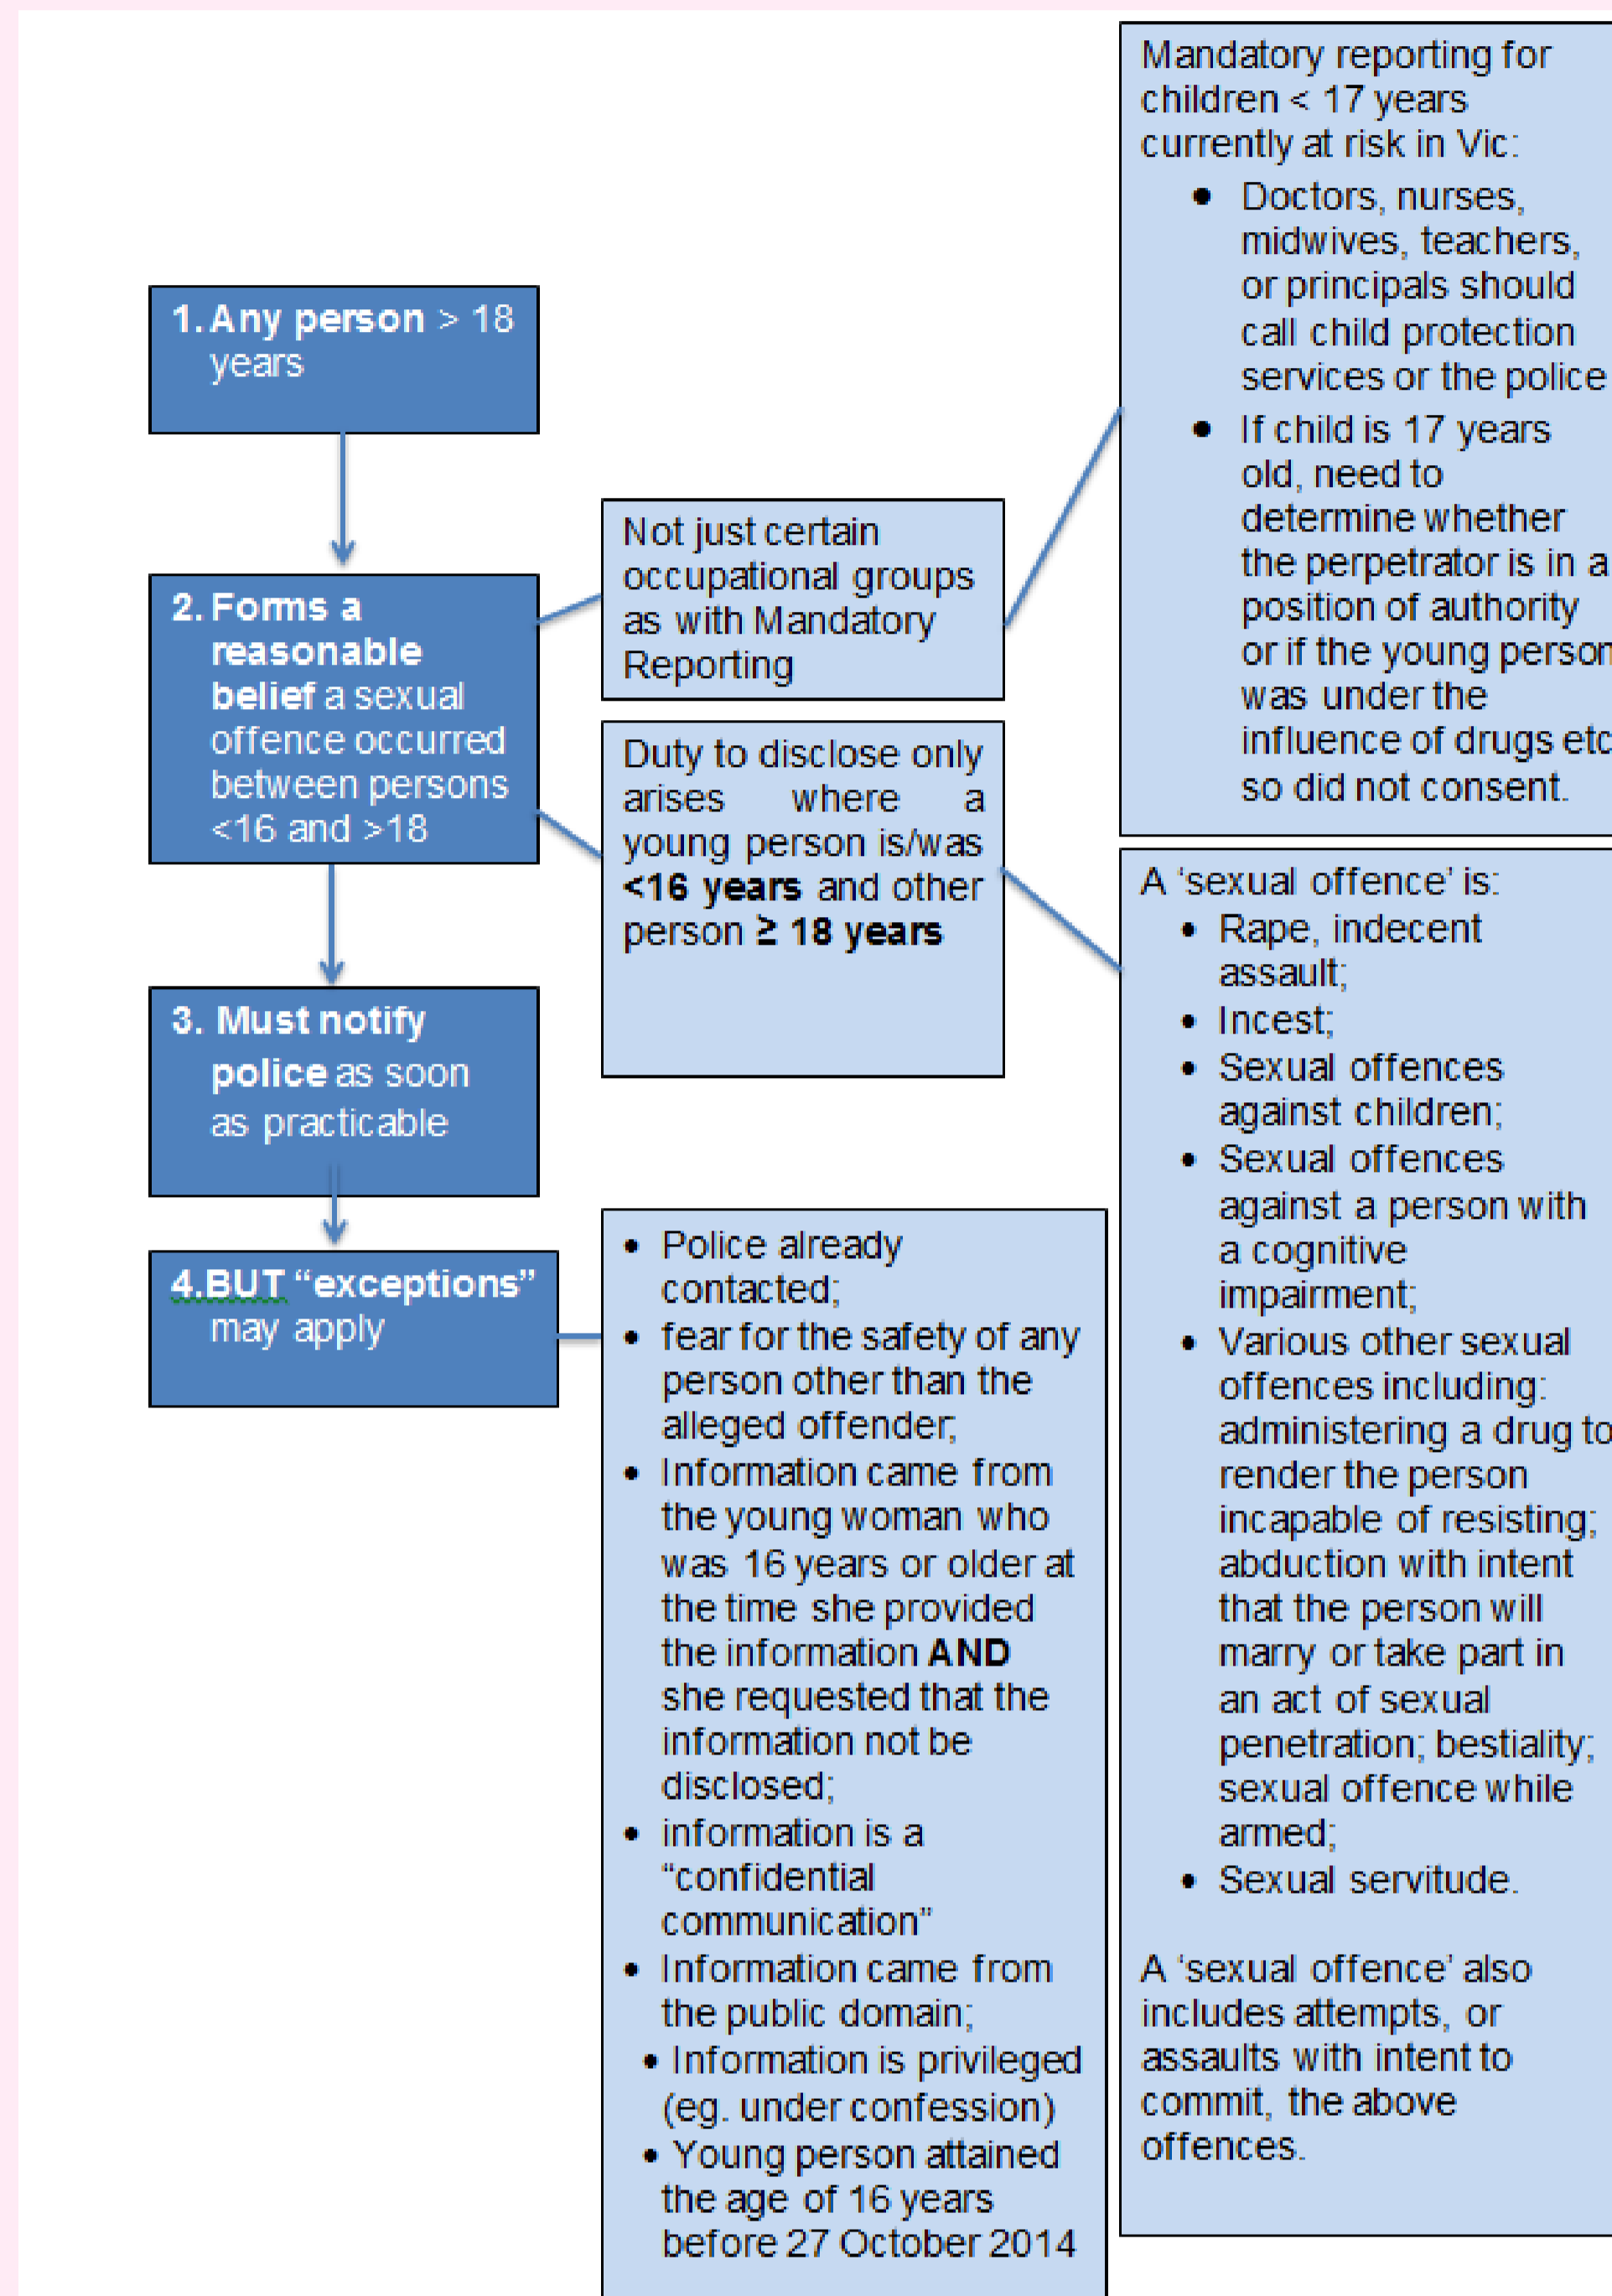 1. Any person > 18
years
2. Forms a
reasonable
belief a sexual
offence occurred
between persons
<16 and >18
3. Must notify
police as soon
as practicable
4.BUT “exceptions”
may apply
Not just certain
occupational groups
as with Mandatory
Reporting
Duty to disclose only
arises where a
young person is/was
<16 years and other
person ≥ 18 years
• Police already
contacted;
• fear for the safety of any
person other than the
alleged offender;
• Information came from
the young woman who
was 16 years or older at
the time she provided
the information AND
she requested that the
information not be
disclosed;
• information is a
“confidential
communication”
• Information came from
the public domain;
• Information is privileged
(eg. under confession)
• Young person attained
the age of 16 years
before 27 October 2014
Mandatory reporting for
children < 17 years
currently at risk in Vic:
• Doctors, nurses,
midwives, teachers,
or principals should
call child protection
services or the police
• If child is 17 years
old, need to
determine whether
the perpetrator is in a
position of authority
or if the young person
was under the
influence of drugs etc
so did not consent.
A ‘sexual offence’ is:
• Rape, indecent
assault;
• Incest;
• Sexual offences
against children;
• Sexual offences
against a person with
a cognitive
impairment;
• Various other sexual
offences including:
administering a drug to
render the person
incapable of resisting;
abduction with intent
that the person will
marry or take part in
an act of sexual
penetration; bestiality;
sexual offence while
armed;
• Sexual servitude.
A ‘sexual offence’ also
includes attempts, or
assaults with intent to
commit, the above
offences.